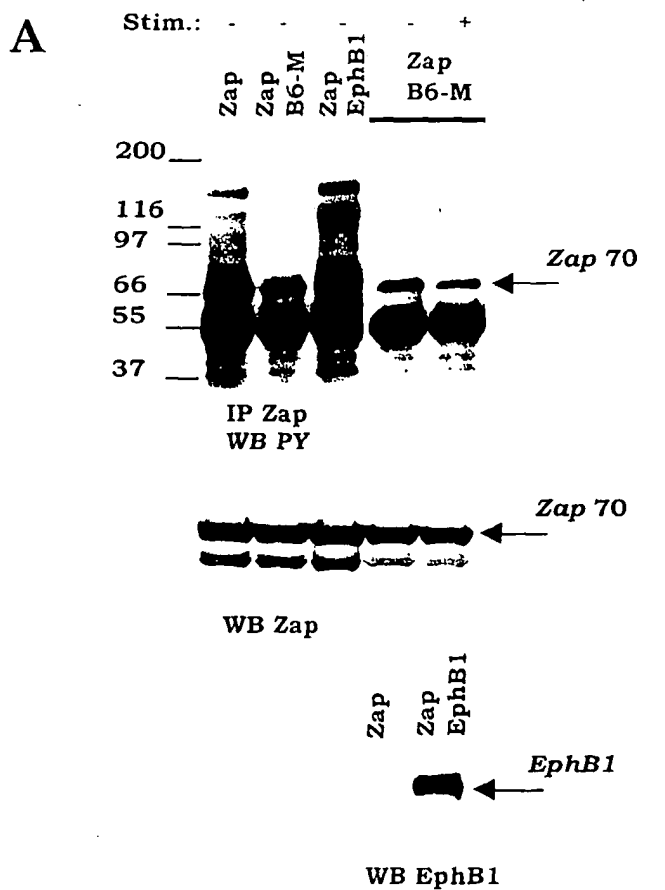 A
Stim.: - - - - +
Zap
Zap
B6-M
Zap
EphB1
Zap
B6-M
200
116
97
66
55
37
Zap 70
IP Zap
WB PY
Zap 70
WB Zap
Zap
Zap
EphB1
EphB1
WB EphB1